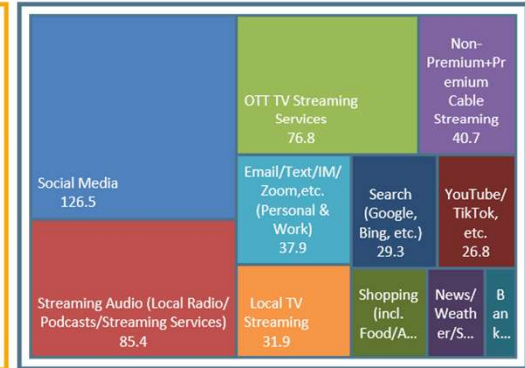 Social Media
126.5
Streaming Audio (Local Radio/
Podcasts/Streaming Services)
85.4
OTT TV Streaming
Services
76.8
Non-
Premium+Pr
emium
Cable
Streaming
40.7
Email/Text/IM/
Zoom,etc.
(Personal &
Work)
37.9
Search
(Google,
Bing, etc.)
29.3
YouTube/
TikTok,
etc.
26.8
Local TV
Streaming
31.9
Shopping
(incl.
Food/A...
News/
Weath
er/S...
B
an
k...